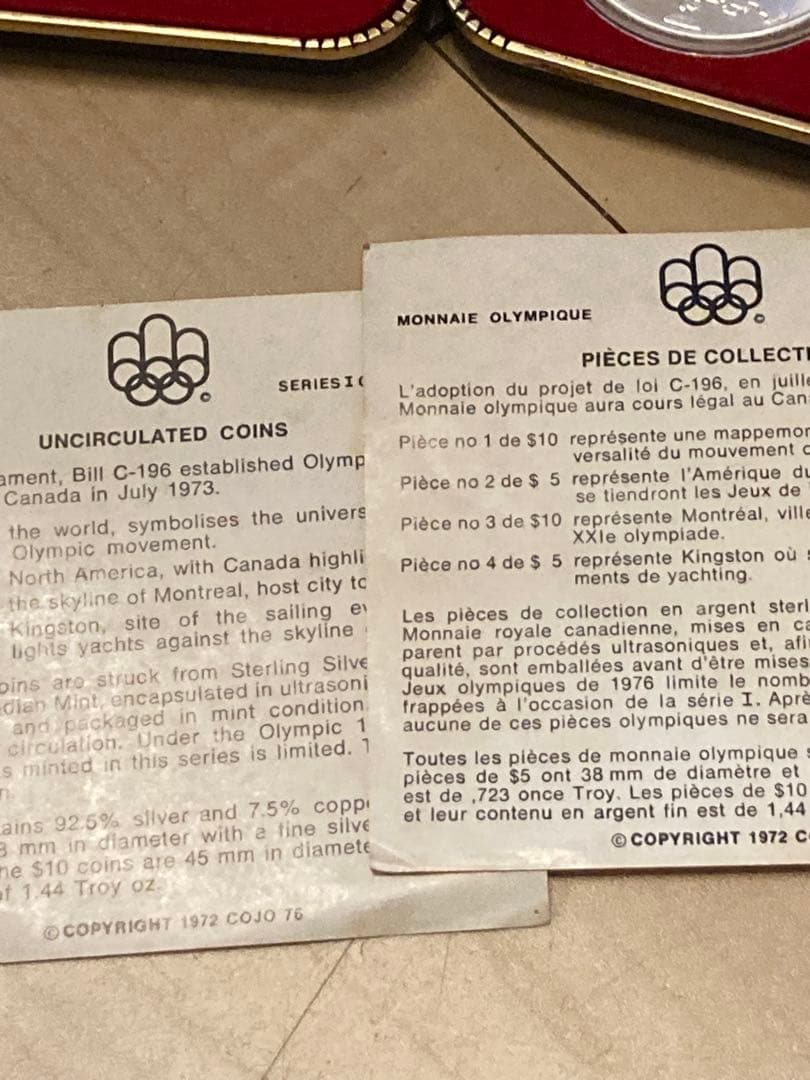 SERIES I
UNCIRCULATED COINS
ament, Bill C-196 established Olymp
Canada in July 1973.
the world, symbolises the univers
Olympic movement.
North America, with Canada highli
the skyline of Montreal, host city to
Kingston, site of the sailing ev
lights yachts against the skyline
oins are struck from Sterling Silve
dian Mint, encapsulated in ultrasoni
and packaged in mint condition
circulation. Under the Olympic 1
s minted in this series is limited. T
n.
ains 92.5% silver and 7.5% copp
8 mm in diameter with a fine silve
he $10 coins are 45 mm in diamete
of 1.44 Troy oz.
©COPYRIGHT 1972 COJO 76
MONNAIE OLYMPIQUE
PIÈCES DE COLLECTI
L'adoption du projet de loi C-196, en juille
Monnaie olympique aura cours légal au Cana
Pièce no 1 de $10 représente une mappemon
versalité du mouvement o
Pièce no 2 de $ 5 représente l'Amérique du
se tiendront les Jeux de
Pièce no 3 de $10 représente Montréal, ville
XXIe olympiade.
Pièce no 4 de $ 5 représente Kingston où s
ments de yachting.
Les pièces de collection en argent sterl
Monnaie royale canadienne, mises en ca
parent par procédés ultrasoniques et, afi
qualité, sont emballées avant d'être mises
Jeux olympiques de 1976 limite le nomb
frappées à l'occasion de la série I. Aprè
aucune de ces pièces olympiques ne sera
Toutes les pièces de monnaie olympique s
pièces de $5 ont 38 mm de diamètre et
est de ,723 once Troy. Les pièces de $10
et leur contenu en argent fin est de 1,44
©COPYRIGHT 1972 C